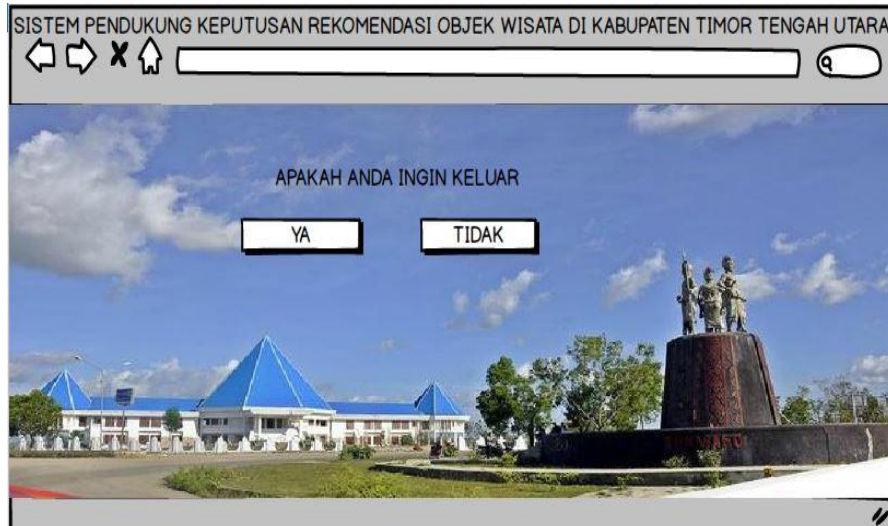 SISTEM PENDUKUNG KEPUTUSAN REKOMENDASI OBJEK WISATA DI KABUPATEN TIMOR TENGAH UTARA
APAKAH ANDA INGIN KELUAR
YA
TIDAK